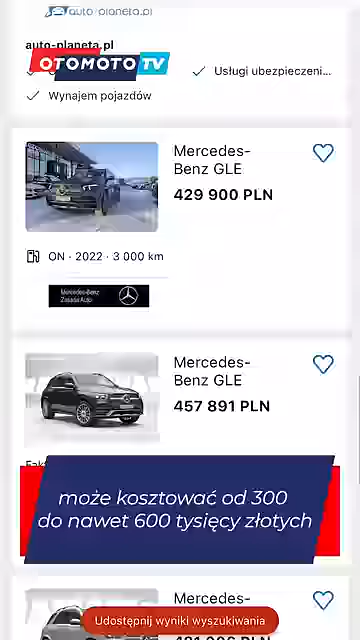 auto-planeta.pl
auto-planeta.pl
OTOMOTO TV
Usługi ubezpieczeni...
Wynajem pojazdów
Mercedes-
Benz GLE
429 900 PLN
ON · 2022 · 3 000 km
Mercedes-Benz
Zasada Auto
Mercedes-
Benz GLE
457 891 PLN
może kosztować od 300
do nawet 600 tysięcy złotych
Mercedes-
Udostępnij wyniki wyszukiwania